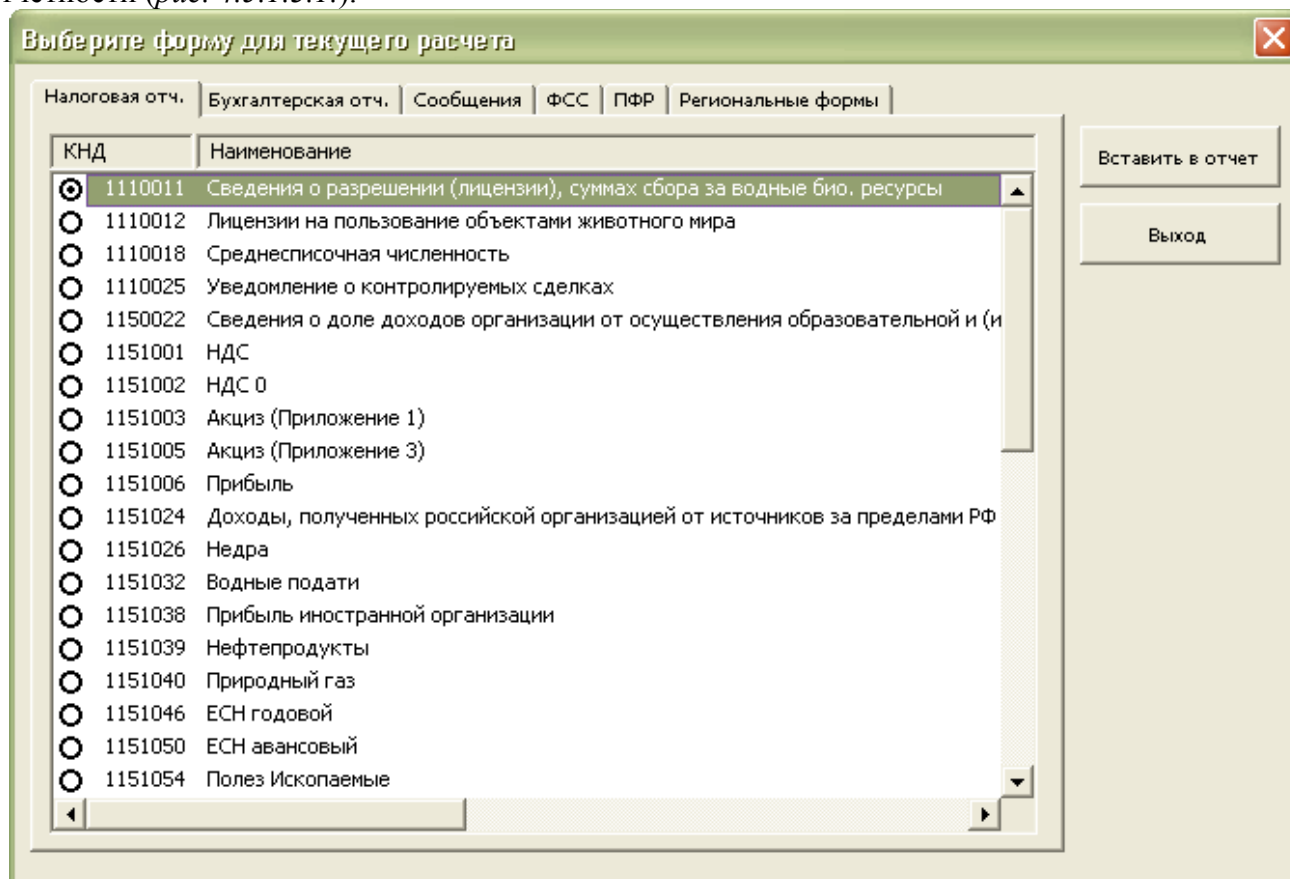 Выберите форму для текущего расчета
Налоговая отч. Бухгалтерская отч. Сообщения ФСС ПФР Региональные формы
КНД Наименование
Вставить в отчет
1110011 Сведения о разрешении (лицензии), суммах сбора за водные био. ресурсы
1110012 Лицензии на пользование объектами животного мира
Выход
1110018 Среднесписочная численность
1110025 Уведомление о контролируемых сделках
1150022 Сведения о доле доходов организации от осуществления образовательной и (и
1151001 НДС
1151002 НДС 0
1151003 Акциз (Приложение 1)
1151005 Акциз (Приложение 3)
1151006 Прибыль
1151024 Доходы, полученных российской организацией от источников за пределами РФ
1151026 Недра
1151032 Водные подати
1151038 Прибыль иностранной организации
1151039 Нефтепродукты
1151040 Природный газ
1151046 ЕСН годовой
1151050 ЕСН авансовый
1151054 Полез Ископаемые